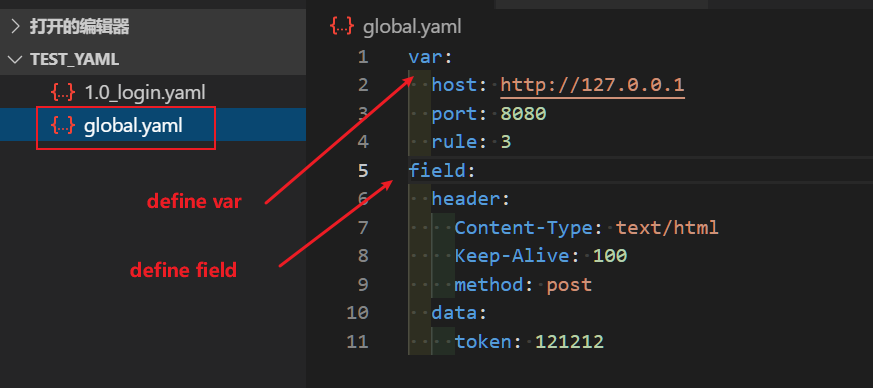 打开的编辑器
TEST_YAML
{..} 1.0_login.yaml
{..} global.yaml
define var
define field
{..} global.yaml
1 var:
2 host: http://127.0.0.1
3 port: 8080
4 rule: 3
5 field:
6 header:
7 Content-Type: text/html
8 Keep-Alive: 100
9 method: post
10 data:
11 token: 121212